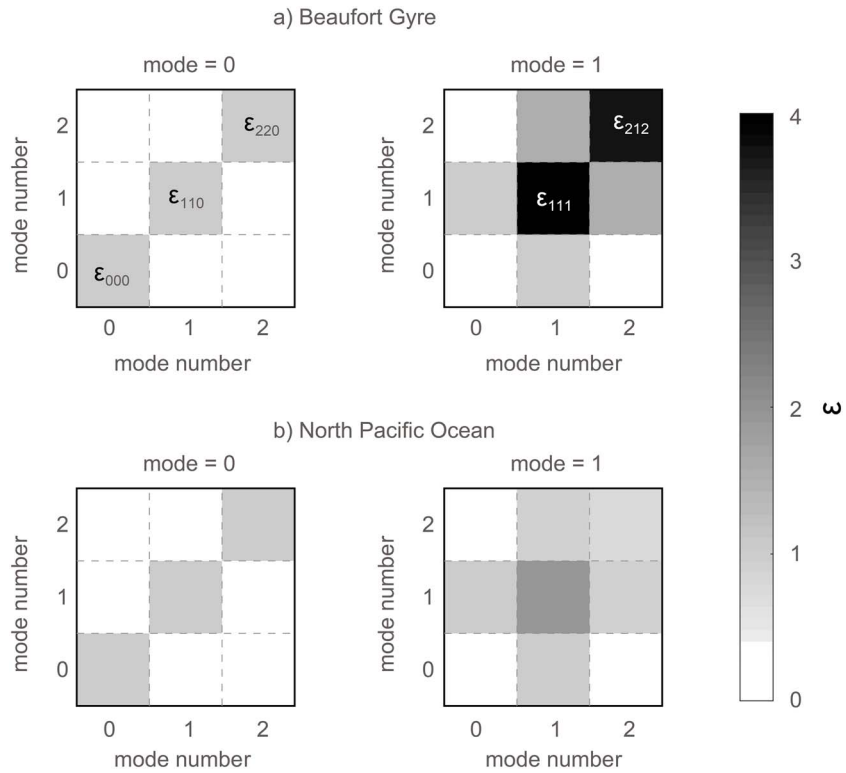 a) Beaufort Gyre
mode = 0
mode number
2
1
0
ε220
ε110
ε000
0 1 2
mode number
mode = 1
mode number
2
1
0
ε212
ε111
0 1 2
mode number
b) North Pacific Ocean
mode = 0
mode number
2
1
0
0 1 2
mode number
mode = 1
mode number
2
1
0
0 1 2
mode number
4
3
2
1
0
ε